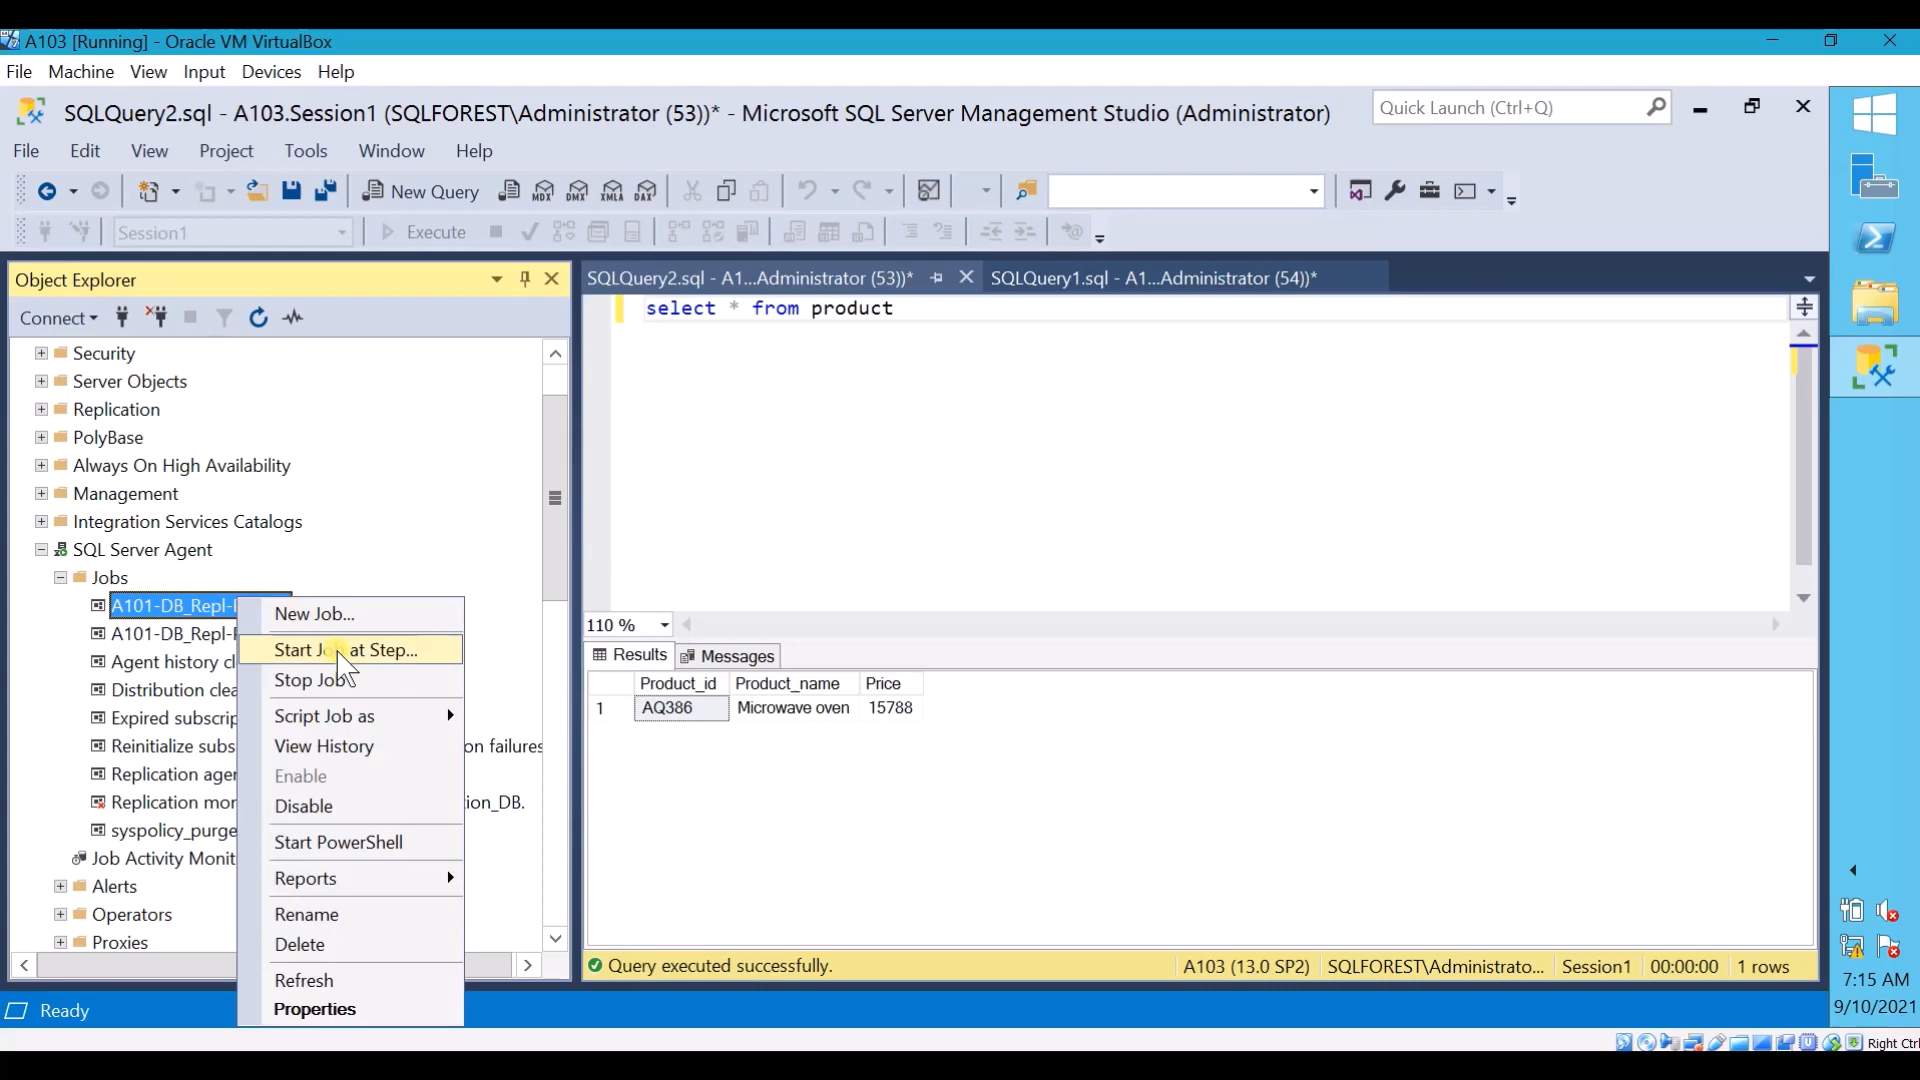 A103 [Running] - Oracle VM VirtualBox
File Machine View Input Devices Help
SQLQuery2.sql - A103.Session1 (SQLFOREST\Administrator (53))* - Microsoft SQL Server Management Studio (Administrator)
Quick Launch (Ctrl+Q)
File Edit View Project Tools Window Help
New Query
MDX DMX XMLA DAX
Session1
Execute
Object Explorer
SQLQuery2.sql - A1...Administrator (53))*
SQLQuery1.sql - A1...Administrator (54))*
Connect
select * from product
Security
Server Objects
Replication
PolyBase
Always On High Availability
Management
Integration Services Catalogs
SQL Server Agent
Jobs
A101-DB_Repl-
A101-DB_Repl-
Agent history cl
Distribution clea
Expired subscrip
Reinitialize subs on failures
Replication ager
Replication mor ion_DB.
syspolicy_purge
Job Activity Monit
Alerts
Operators
Proxies
New Job...
Start Job at Step...
Stop Job
Script Job as
View History
Enable
Disable
Start PowerShell
Reports
Rename
Delete
Refresh
Properties
110 %
Results Messages
Product_id Product_name Price
1 AQ386 Microwave oven 15788
Query executed successfully.
A103 (13.0 SP2) SQLFOREST\Administrato... Session1 00:00:00 1 rows
Ready
7:15 AM
9/10/2021
Right Ctrl